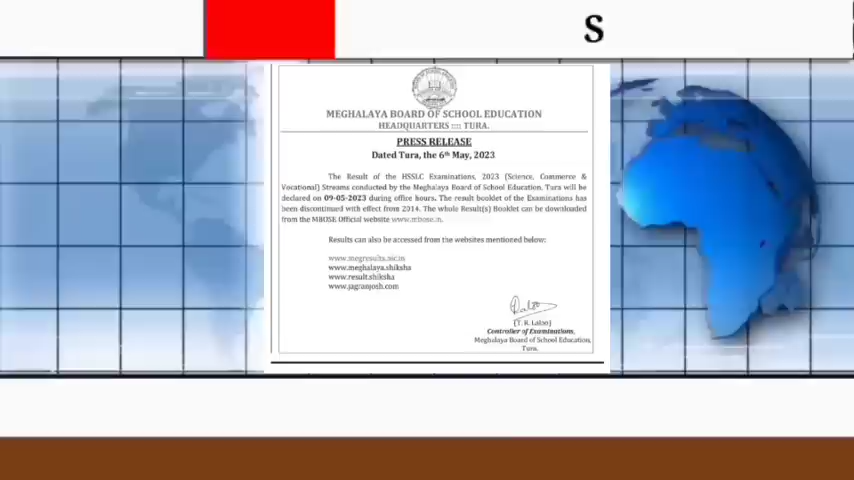 S
MEGHALAYA BOARD OF SCHOOL EDUCATION
HEADQUARTERS :::: TURA.
PRESS RELEASE
Dated Tura, the 6th May, 2023
The Result of the HSSLC Examinations, 2023 (Science, Commerce &
Vocational) Streams conducted by the Meghalaya Board of School Education, Tura will be
declared on 09-05-2023 during office hours. The result booklet of the Examinations has
been discontinued with effect from 2014. The whole Result(s) Booklet can be downloaded
from the MBOSE Official website www.mbose.in.
Results can also be accessed from the websites mentioned below:
www.megresults.nic.in
www.meghalaya.shiksha
www.result.shiksha
www.jagranjosh.com
(T. R. Laloo)
Controller of Examinations,
Meghalaya Board of School Education,
Tura.